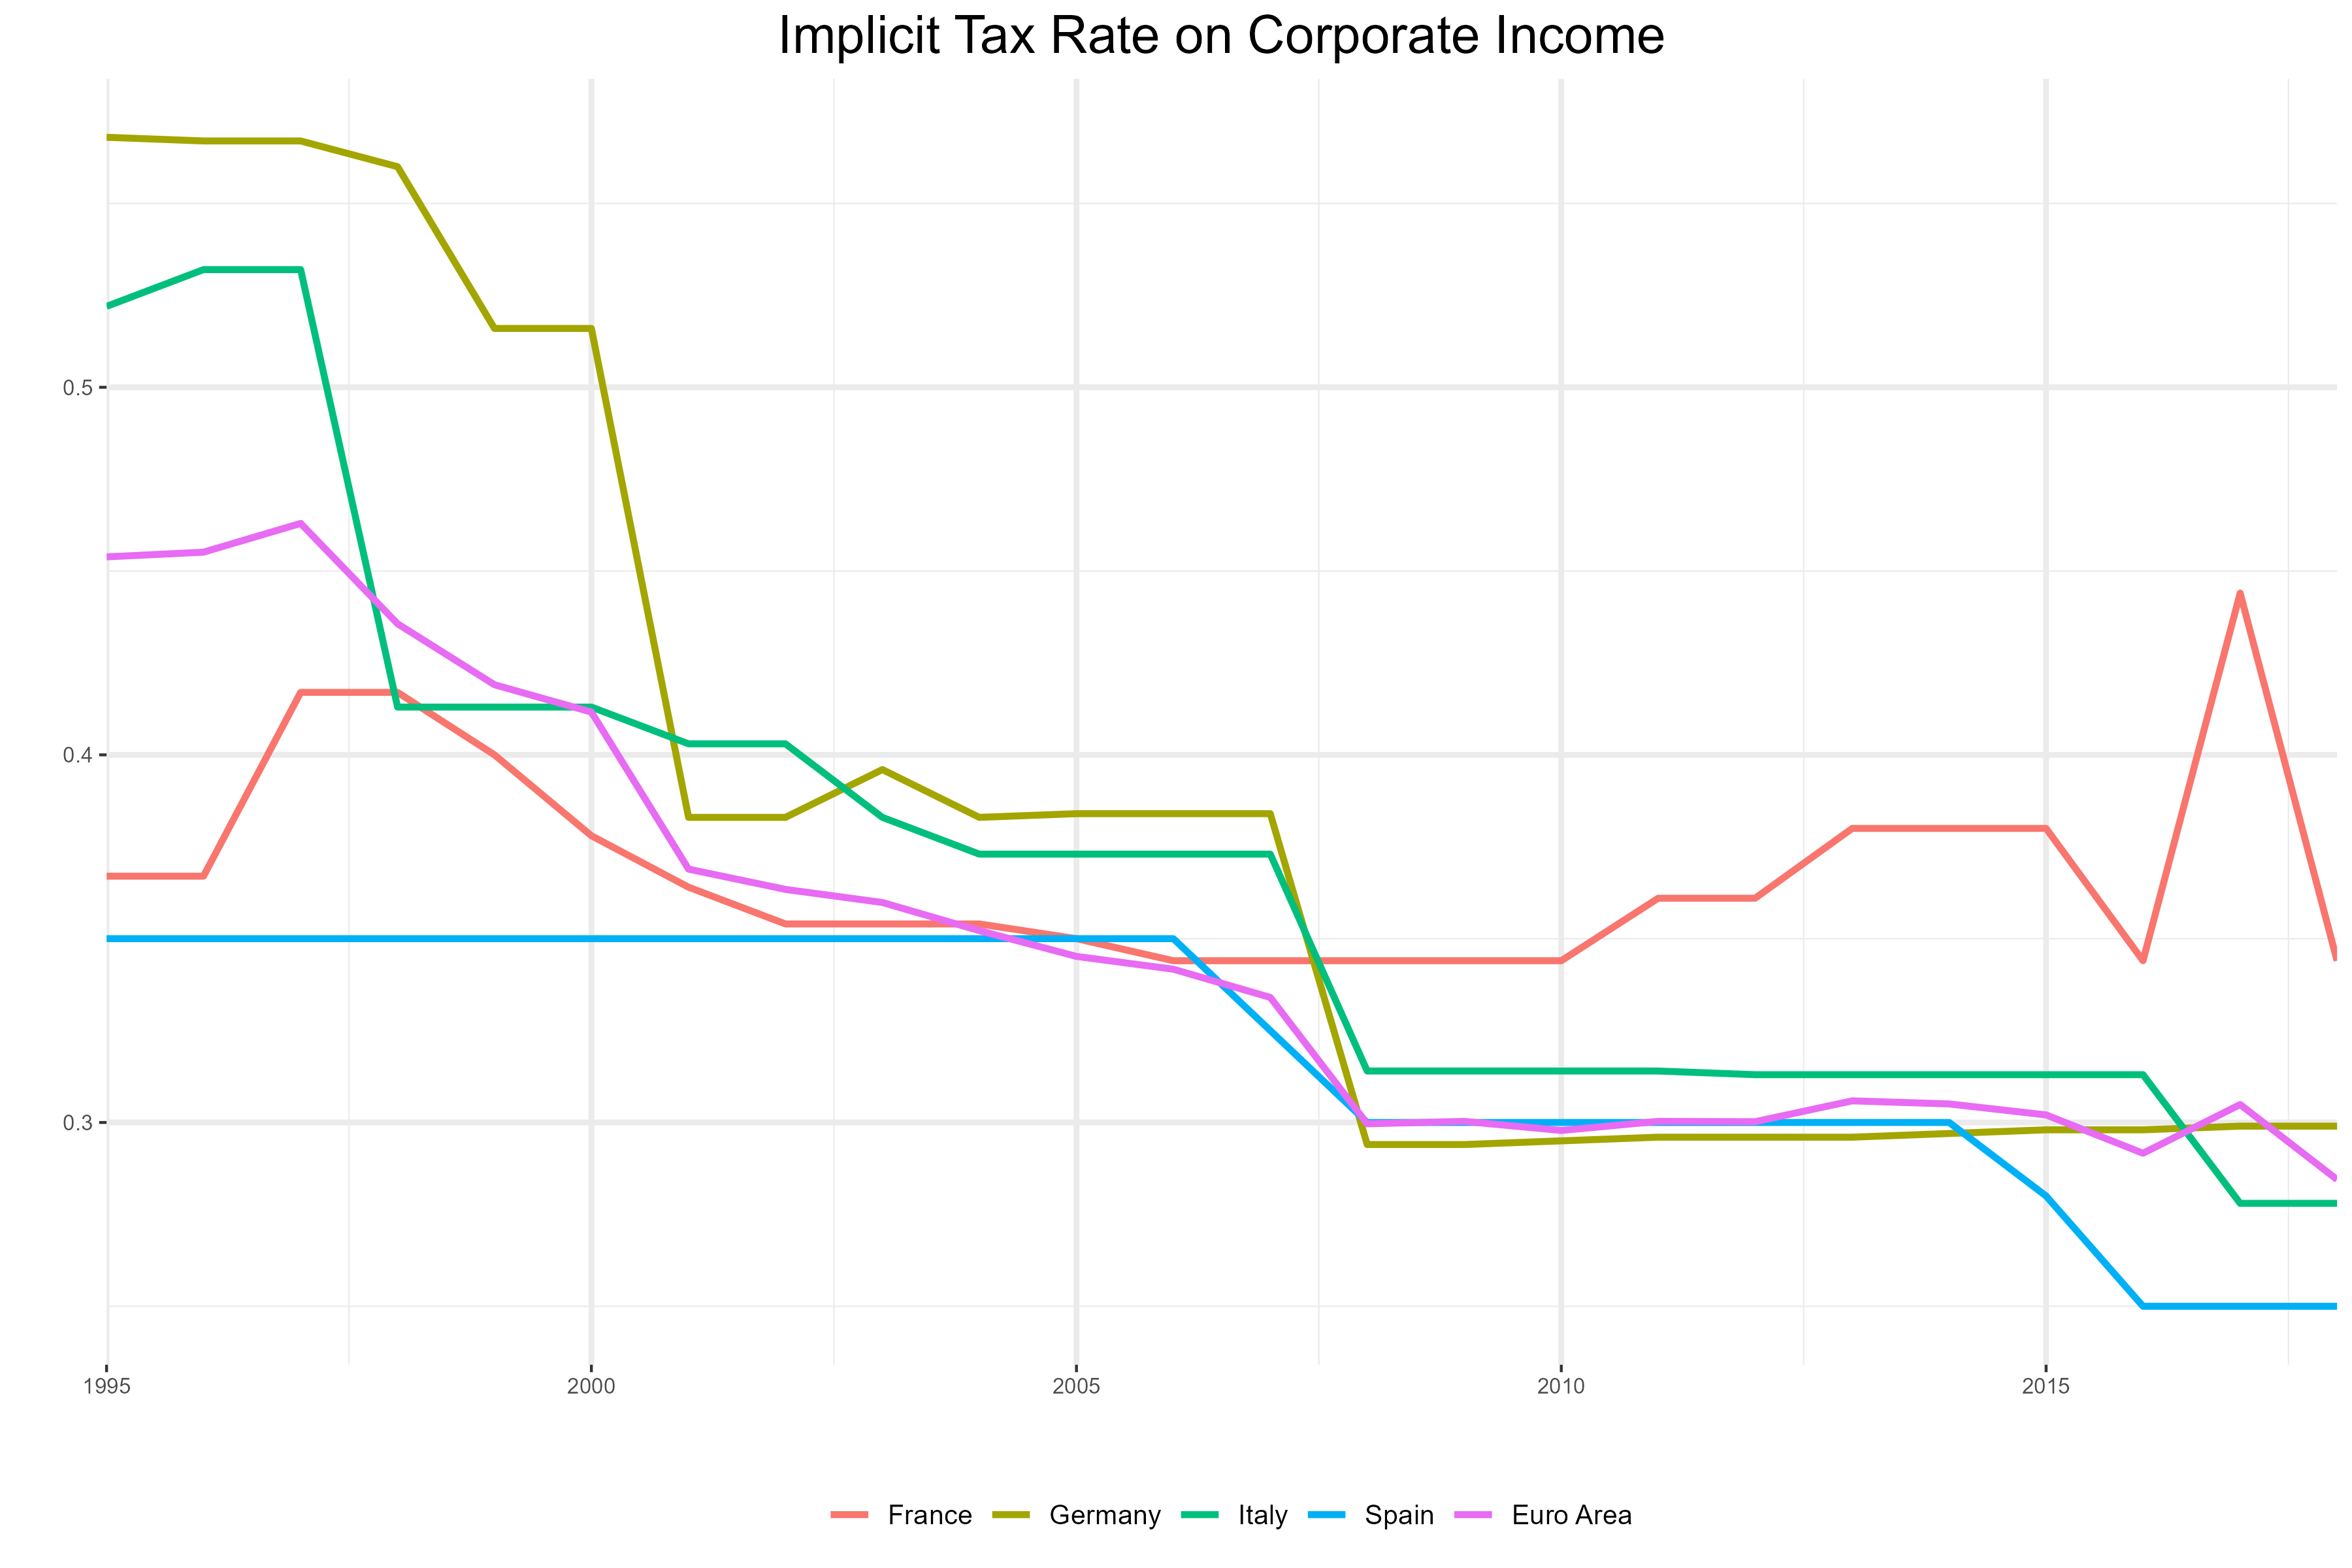 Implicit Tax Rate on Corporate Income
0.5
0.4
0.3
1995 2000 2005 2010 2015
France Germany Italy Spain Euro Area